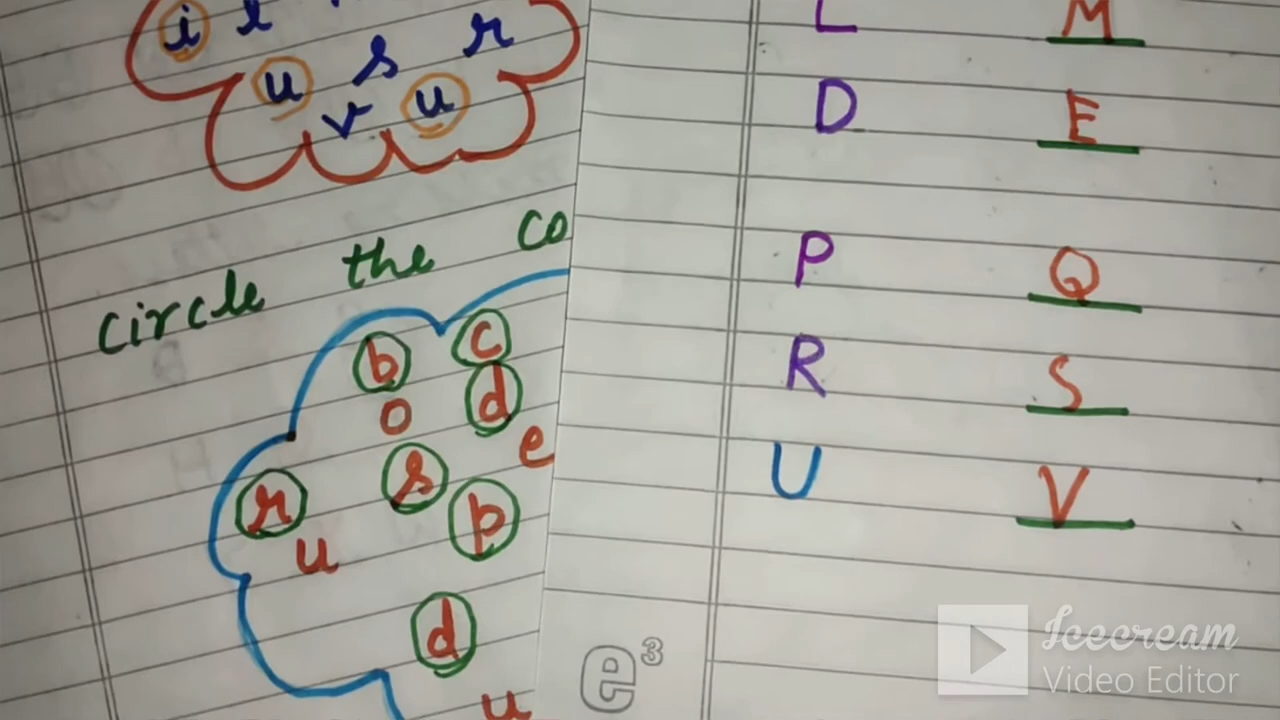 i l
u s r
v u
circle the co
b c
o d
e
r s
u p
d
u
L M
D E
P Q
R S
U V
e3
Icecream
Video Editor